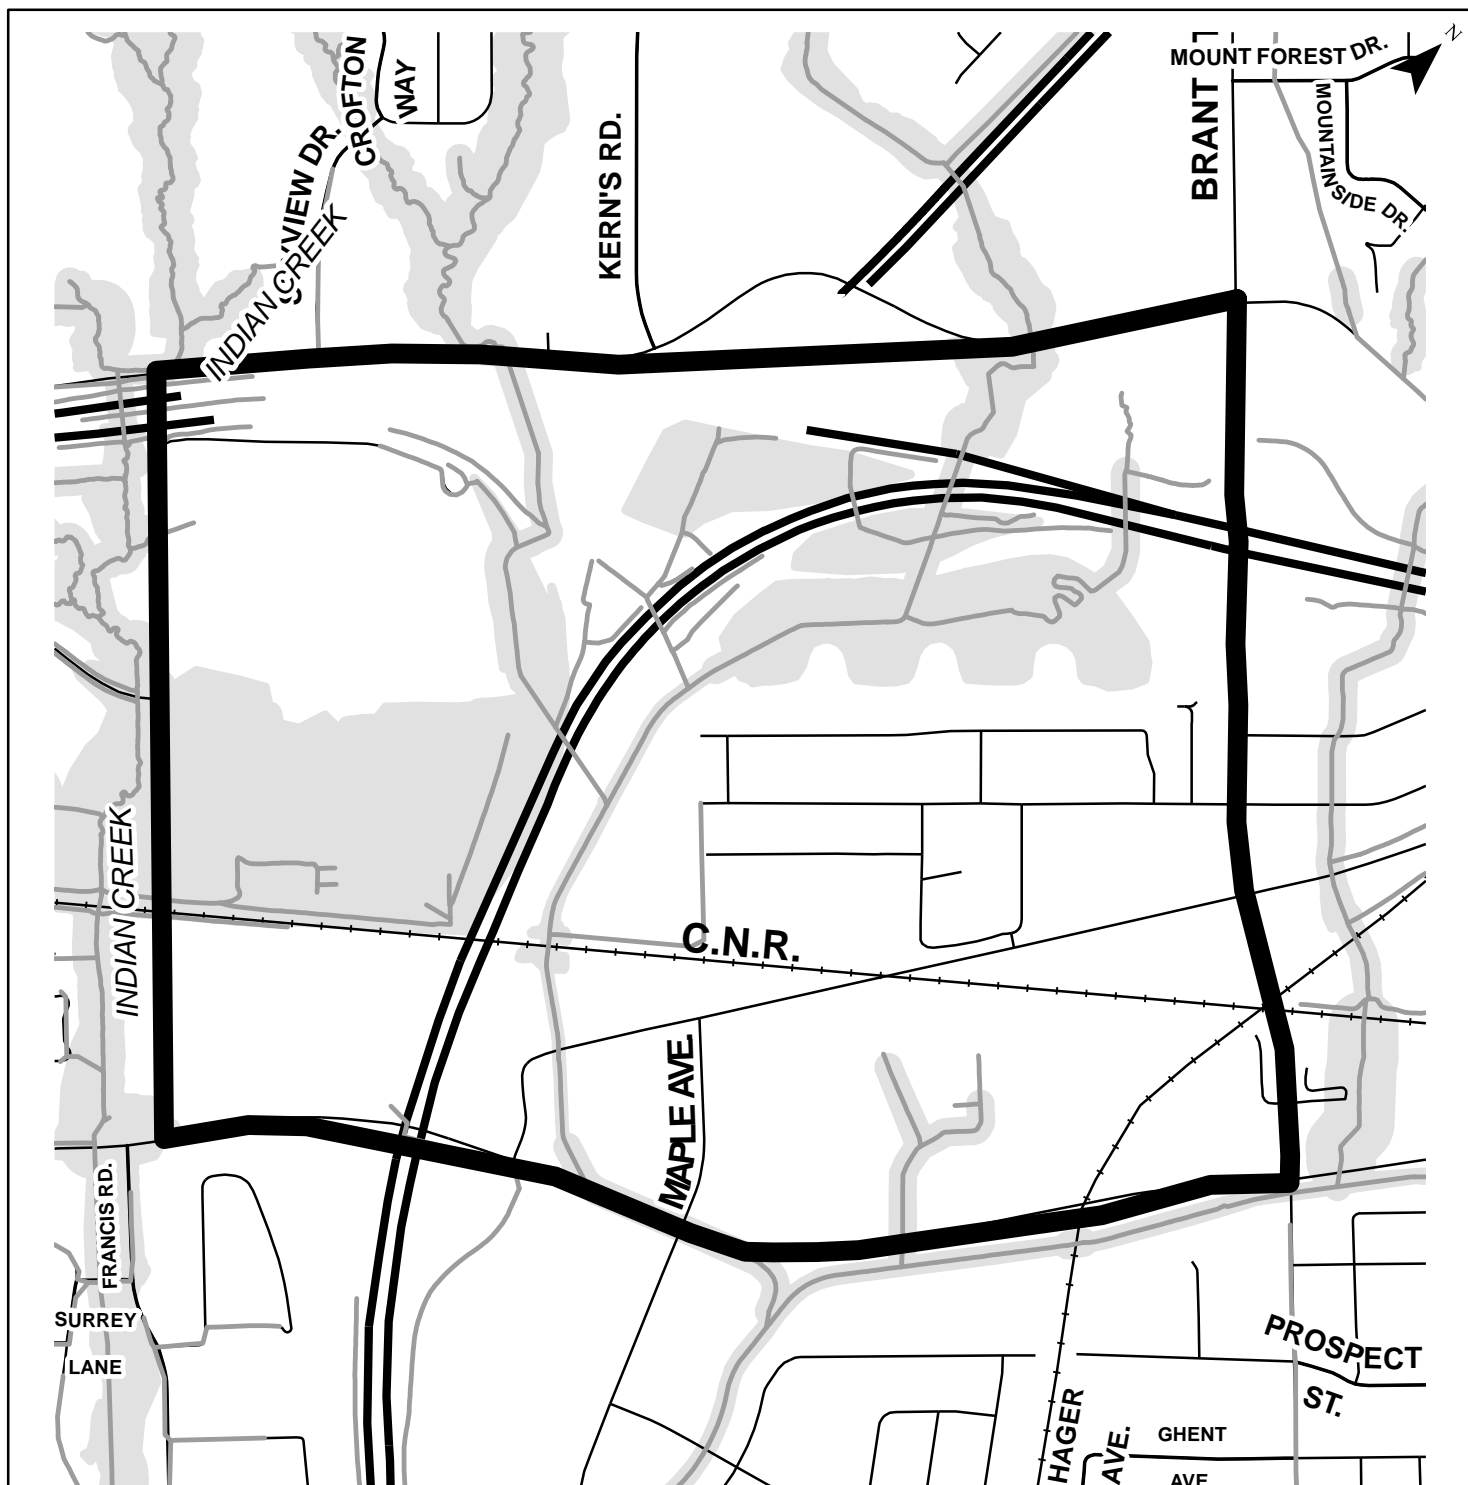 N
MOUNT FOREST DR.
CROFTON
WAY
BRANT
MOUNTAINSIDE DR.
KERN'S RD.
VIEW DR.
INDIAN CREEK
INDIAN CREEK
C.N.R.
MAPLE AVE.
FRANCIS RD.
SURREY
LANE
PROSPECT
ST.
HAGER
AVE.
GHENT
AVE